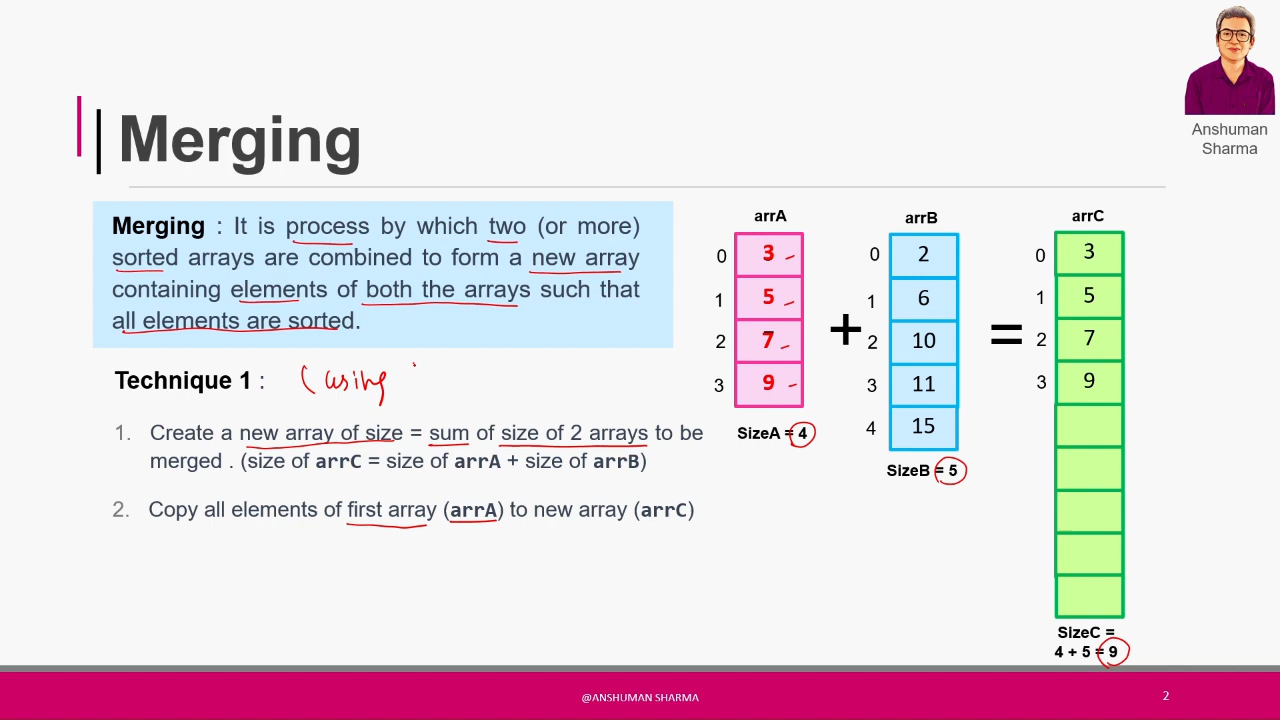 Anshuman
Sharma
Merging
Merging : It is process by which two (or more)
sorted arrays are combined to form a new array
containing elements of both the arrays such that
all elements are sorted.
Technique 1 : (using
1. Create a new array of size = sum of size of 2 arrays to be
merged . (size of arrC = size of arrA + size of arrB)
2. Copy all elements of first array (arrA) to new array (arrC)
arrA
0 3
1 5
2 7
3 9
SizeA = 4
+
arrB
0 2
1 6
2 10
3 11
4 15
SizeB = 5
=
arrC
0 3
1 5
2 7
3 9
SizeC =
4 + 5 = 9
@ANSHUMAN SHARMA
2